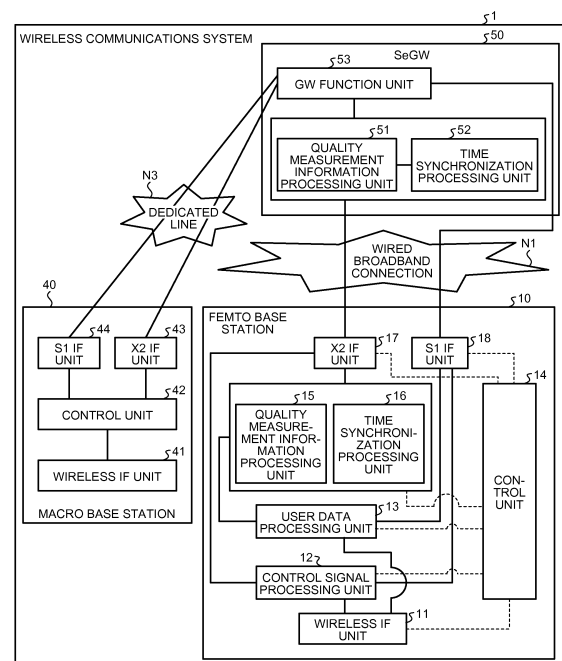 1
WIRELESS COMMUNICATIONS SYSTEM
50
SeGW
53
GW FUNCTION UNIT
51
QUALITY
MEASUREMENT
INFORMATION
PROCESSING UNIT
52
TIME
SYNCHRONIZATION
PROCESSING UNIT
N3
DEDICATED
LINE
WIRED
BROADBAND
CONNECTION
N1
40
44
S1 IF
UNIT
43
X2 IF
UNIT
42
CONTROL UNIT
41
WIRELESS IF UNIT
MACRO BASE STATION
10
FEMTO BASE
STATION
17
X2 IF
UNIT
18
S1 IF
UNIT
14
CON-
TROL
UNIT
15
QUALITY
MEASURE-
MENT INFOR-
MATION
PROCESSING
UNIT
16
TIME
SYNCHRONI-
ZATION
PROCESSING
UNIT
13
USER DATA
PROCESSING UNIT
12
CONTROL SIGNAL
PROCESSING UNIT
11
WIRELESS IF
UNIT